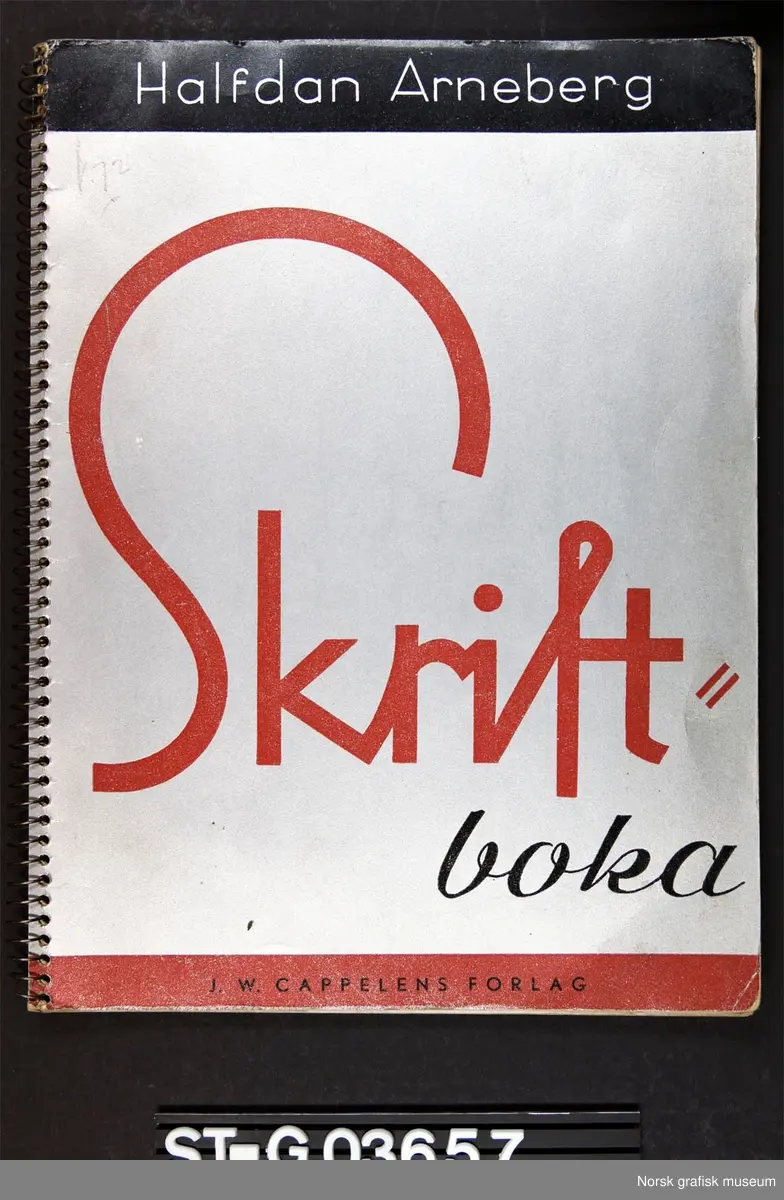 Halfdan Arneberg
Skrift=
boka
J. W. CAPPELENS FORLAG
ST-G 03657
Norsk grafisk museum